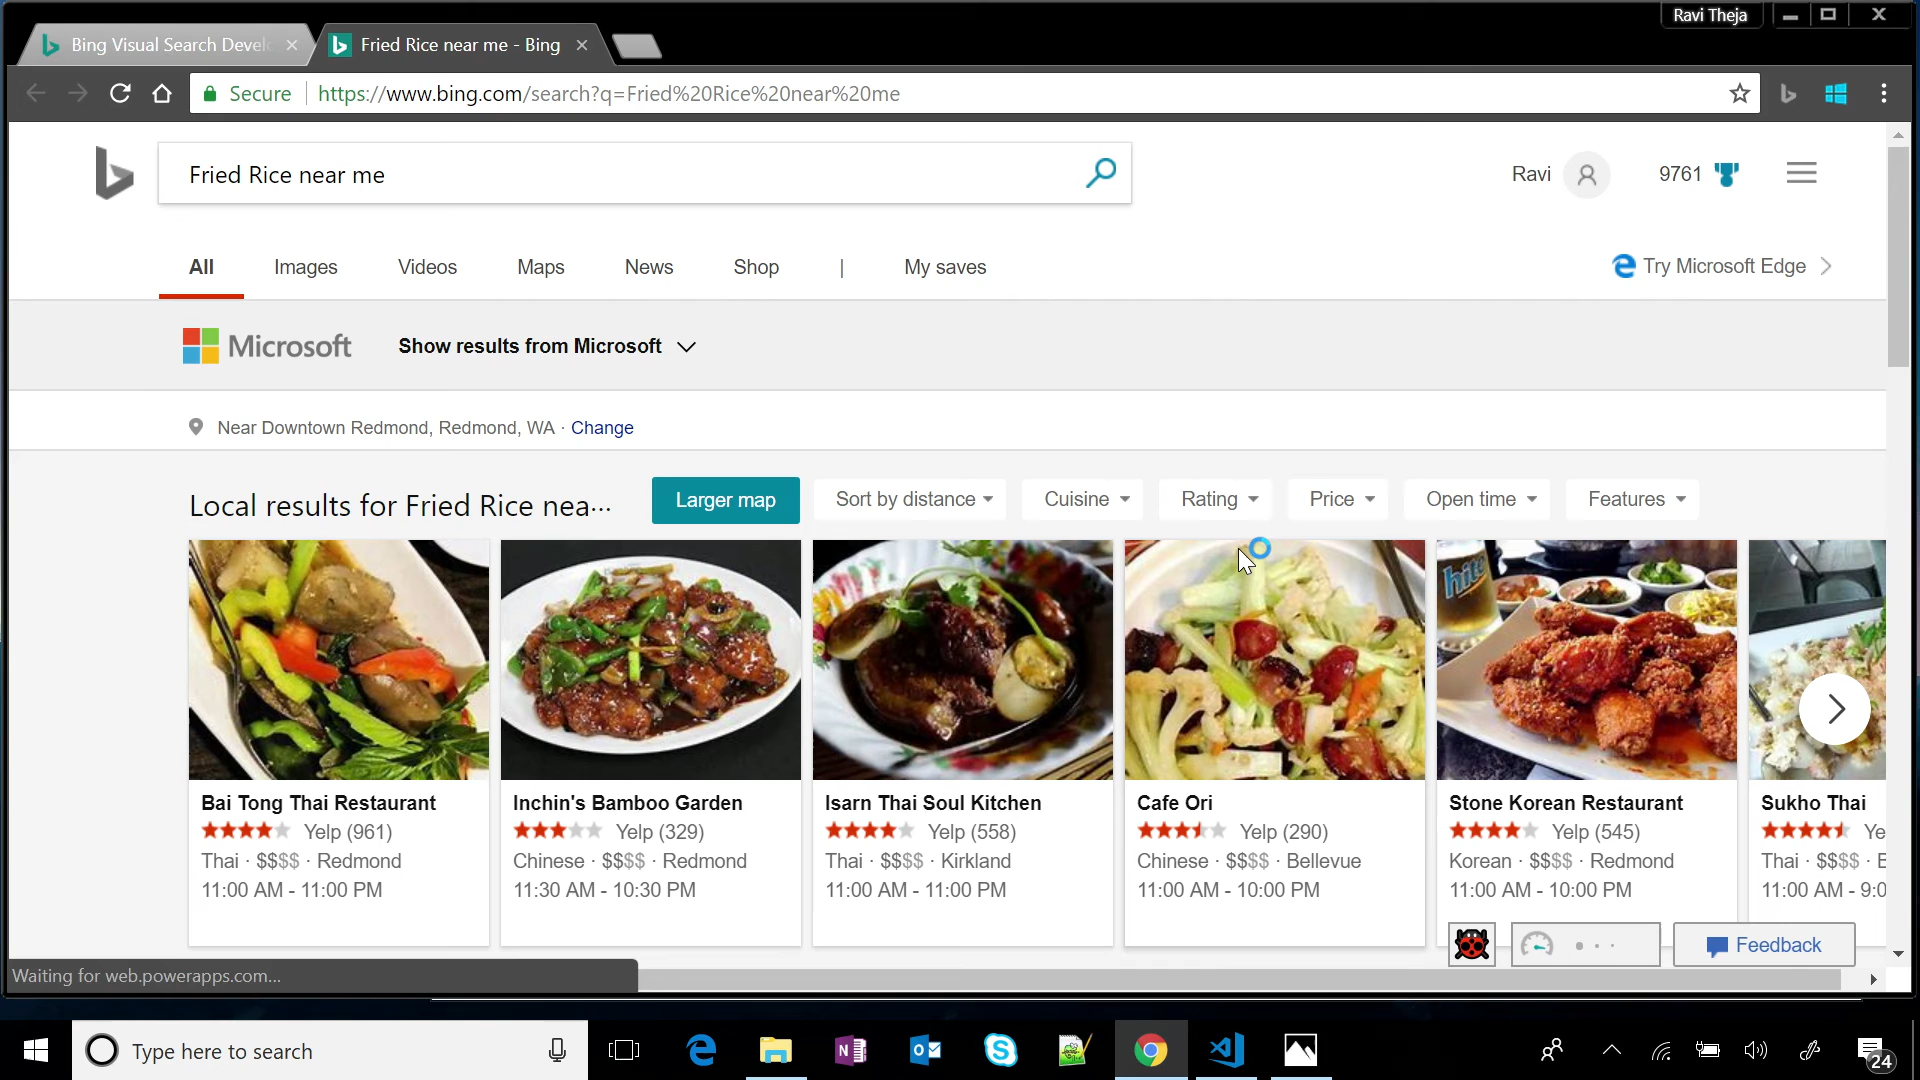 Ravi Theja
Bing Visual Search Devel
Fried Rice near me - Bing
Secure
https://www.bing.com/search?q=Fried%20Rice%20near%20me
Fried Rice near me
Ravi
9761
All
Images
Videos
Maps
News
Shop
|
My saves
Try Microsoft Edge
Microsoft
Show results from Microsoft
Near Downtown Redmond, Redmond, WA · Change
Local results for Fried Rice nea...
Larger map
Sort by distance
Cuisine
Rating
Price
Open time
Features
hite
Bai Tong Thai Restaurant
Yelp (961)
Thai · $$$$ · Redmond
11:00 AM - 11:00 PM
Inchin's Bamboo Garden
Yelp (329)
Chinese · $$$$ · Redmond
11:30 AM - 10:30 PM
Isarn Thai Soul Kitchen
Yelp (558)
Thai · $$$$ · Kirkland
11:00 AM - 11:00 PM
Cafe Ori
Yelp (290)
Chinese · $$$$ · Bellevue
11:00 AM - 10:00 PM
Stone Korean Restaurant
Yelp (545)
Korean · $$$$ · Redmond
11:00 AM - 10:00 PM
Sukho Thai
Ye
Thai · $$$$ · B
11:00 AM - 9:0
Feedback
Waiting for web.powerapps.com...
Type here to search
24